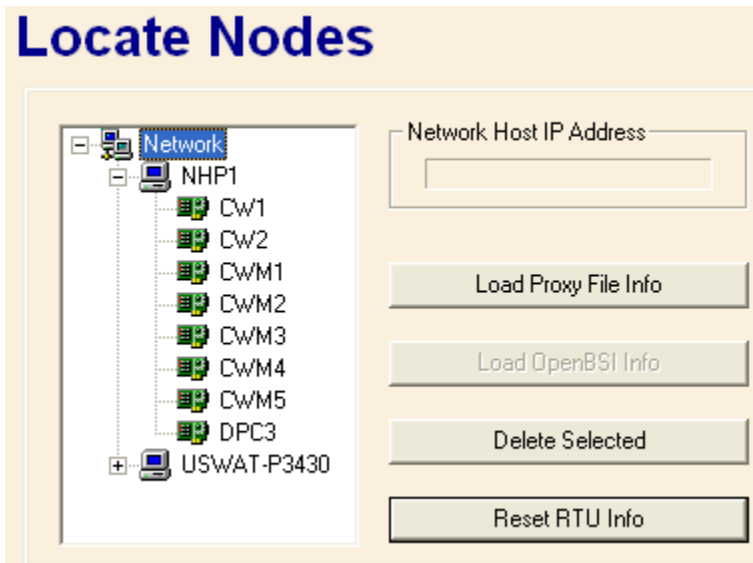 Locate Nodes
Network
NHP1
CW1
CW2
CWM1
CWM2
CWM3
CWM4
CWM5
DPC3
USWAT-P3430
Network Host IP Address
Load Proxy File Info
Load OpenBSI Info
Delete Selected
Reset RTU Info